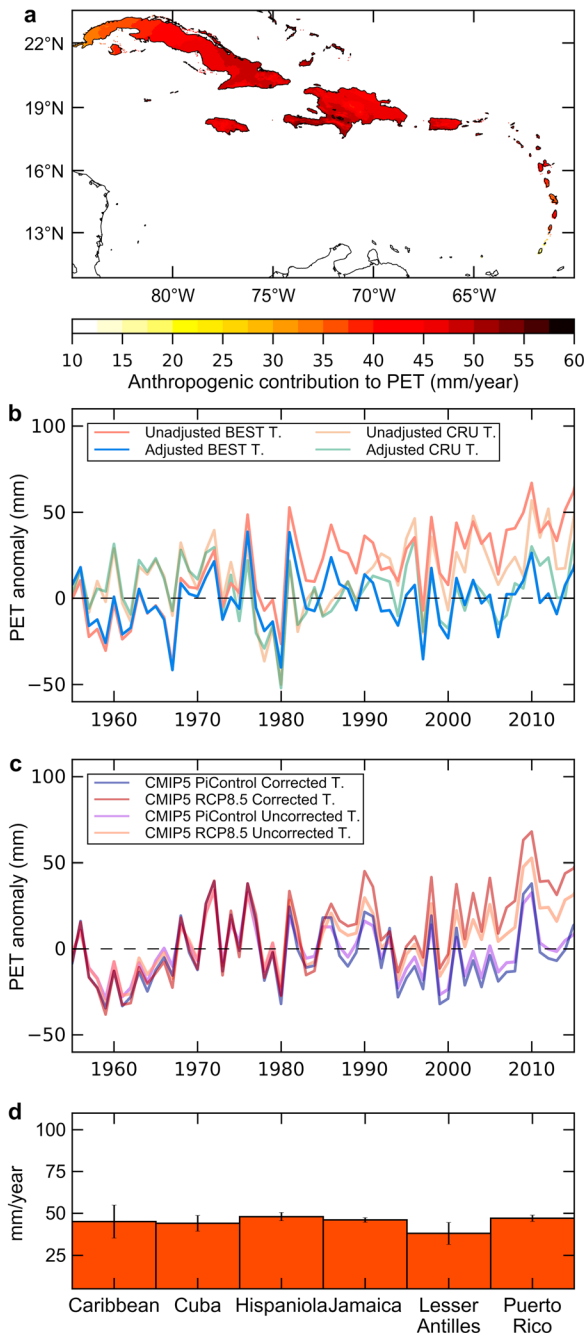 a
22°N
19°N
16°N
13°N
80°W 75°W 70°W 65°W
10 15 20 25 30 35 40 45 50 55 60
Anthropogenic contribution to PET (mm/year)
b
100
50
0
−50
PET anomaly (mm)
Unadjusted BEST T. Unadjusted CRU T.
Adjusted BEST T. Adjusted CRU T.
1960 1970 1980 1990 2000 2010
c
100
50
0
−50
PET anomaly (mm)
CMIP5 PiControl Corrected T.
CMIP5 RCP8.5 Corrected T.
CMIP5 PiControl Uncorrected T.
CMIP5 RCP8.5 Uncorrected T.
1960 1970 1980 1990 2000 2010
d
100
75
50
25
mm/year
Caribbean Cuba Hispaniola Jamaica Lesser Puerto
Antilles Rico